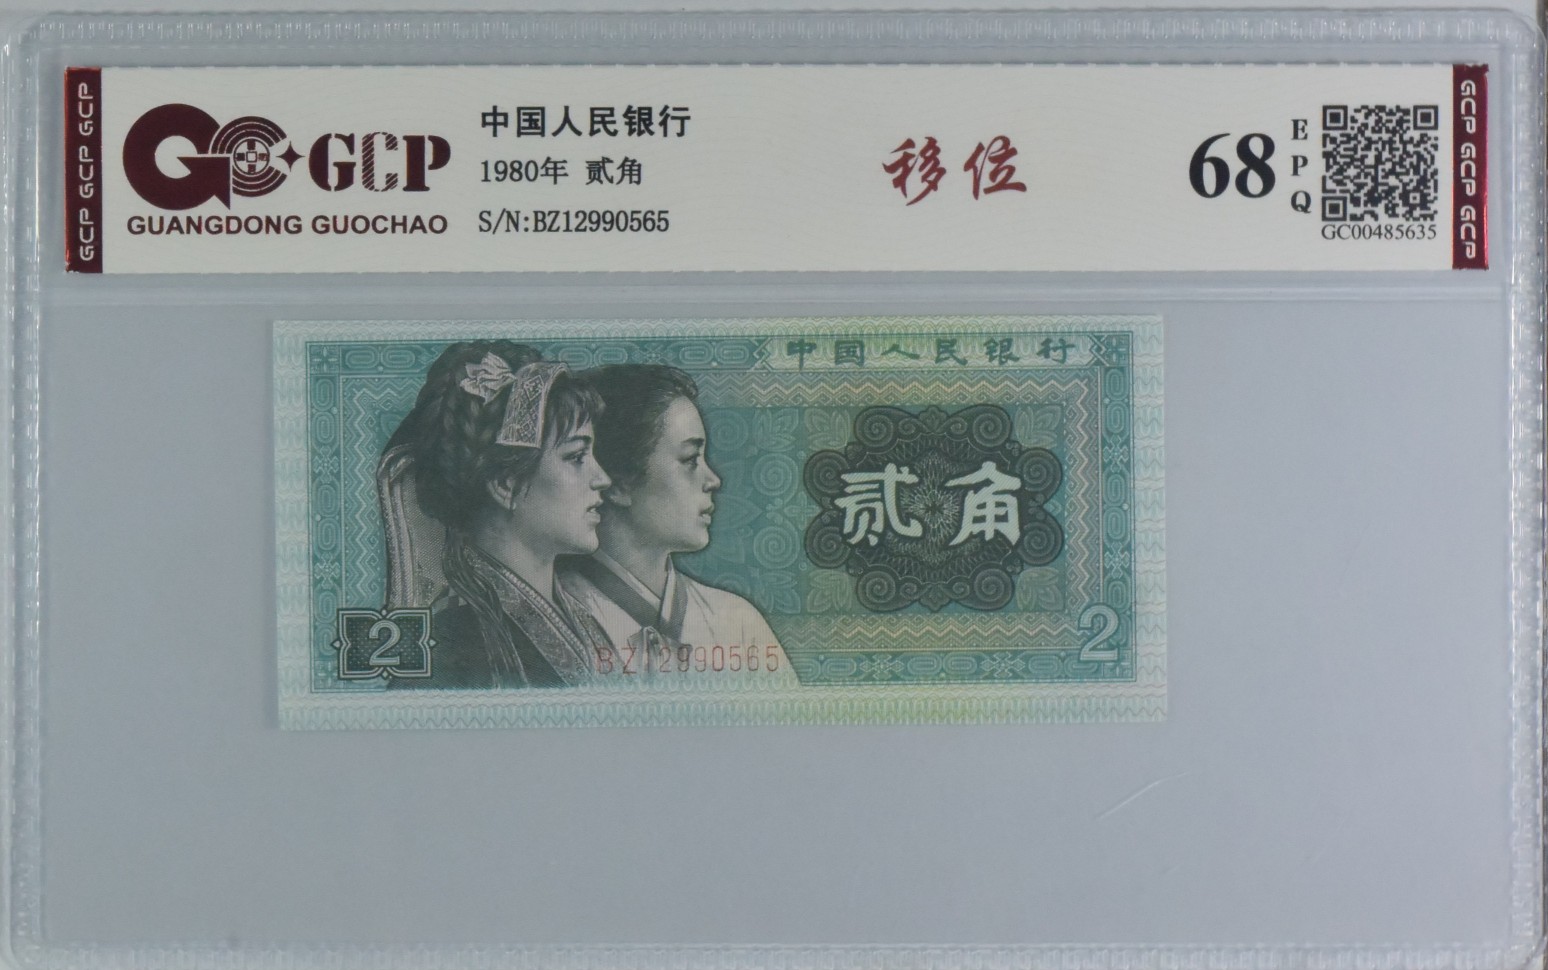 GCP GCP GCP
GCP
GUANGDONG GUOCHAO
中国人民银行
1980年 贰角
S/N:BZ12990565
移位
68
EPQ
GC00485635
GCP GCP GCP
中国人民银行
贰角
2
BZ12990565
2